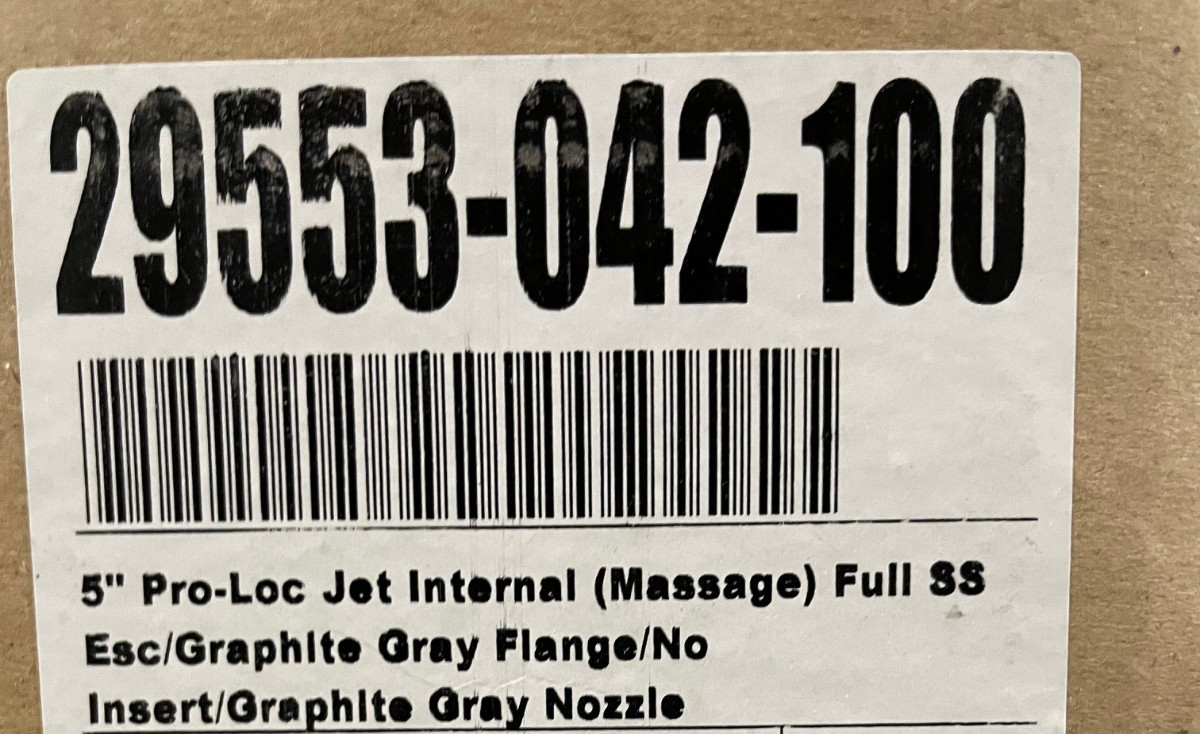 29553-042-100
5" Pro-Loc Jet Internal (Massage) Full SS
Esc/Graphite Gray Flange/No
Insert/Graphite Gray Nozzle